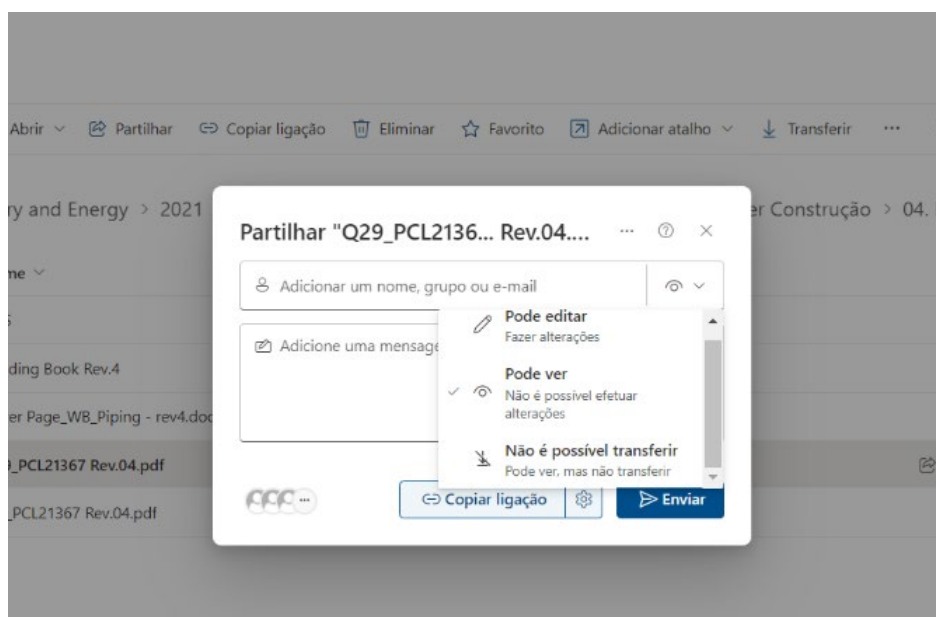 Abrir Partilhar Copiar ligação Eliminar Favorito Adicionar atalho Transferir ...
ry and Energy > 2021
er Construção > 04.
me
Partilhar "Q29_PCL2136... Rev.04.... ...
Adicionar um nome, grupo ou e-mail
Adicione uma mensage
Pode editar
Fazer alterações
Pode ver
Não é possível efetuar
alterações
Não é possível transferir
Pode ver, mas não transferir
ding Book Rev.4
er Page_WB_Piping - rev4.doc
_PCL21367 Rev.04.pdf
_PCL21367 Rev.04.pdf
Copiar ligação
Enviar